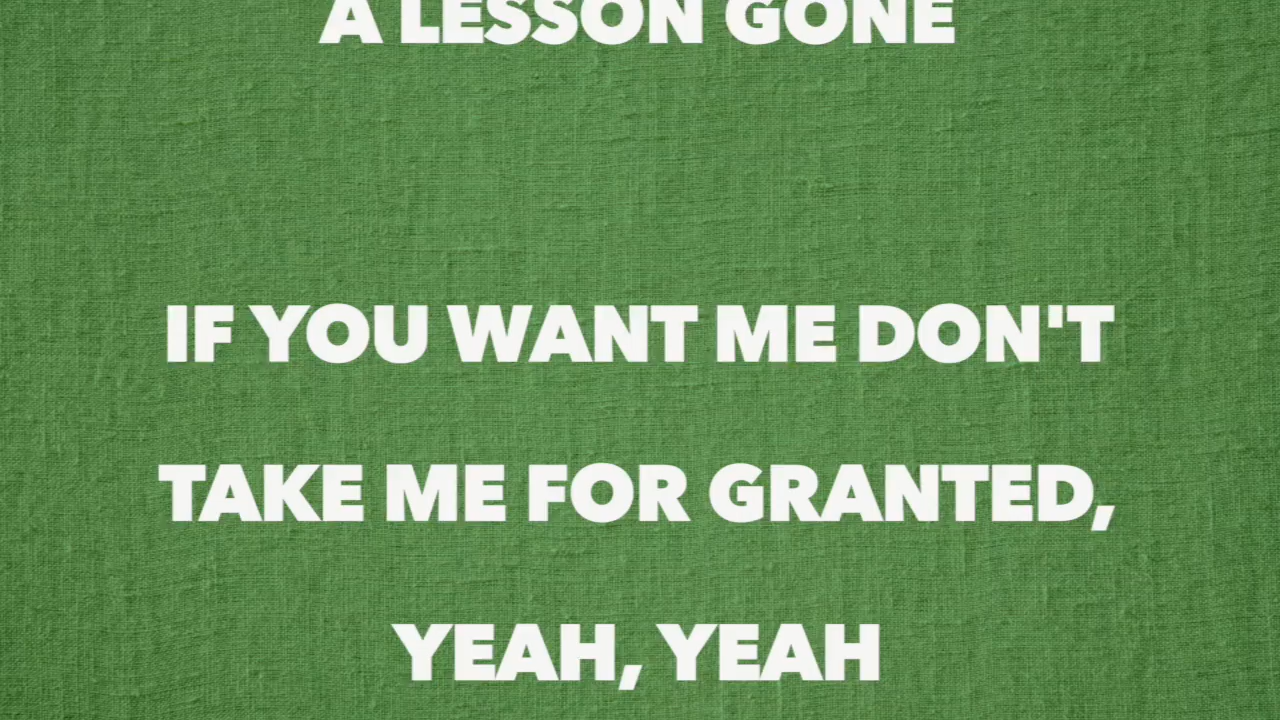 A LESSON GONE
IF YOU WANT ME DON'T
TAKE ME FOR GRANTED,
YEAH, YEAH